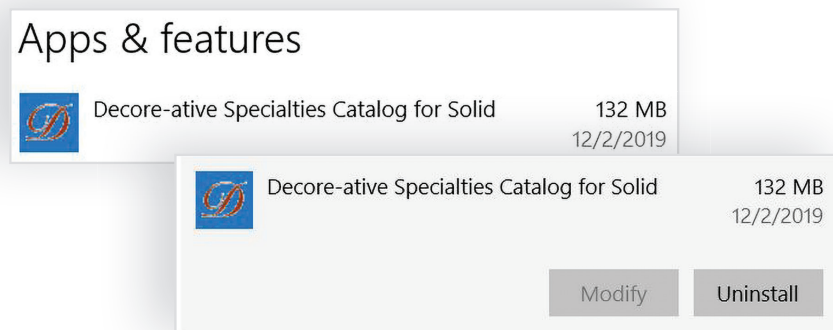 Apps & features
Decore-ative Specialties Catalog for Solid 132 MB
12/2/2019
Decore-ative Specialties Catalog for Solid 132 MB
12/2/2019
Modify Uninstall